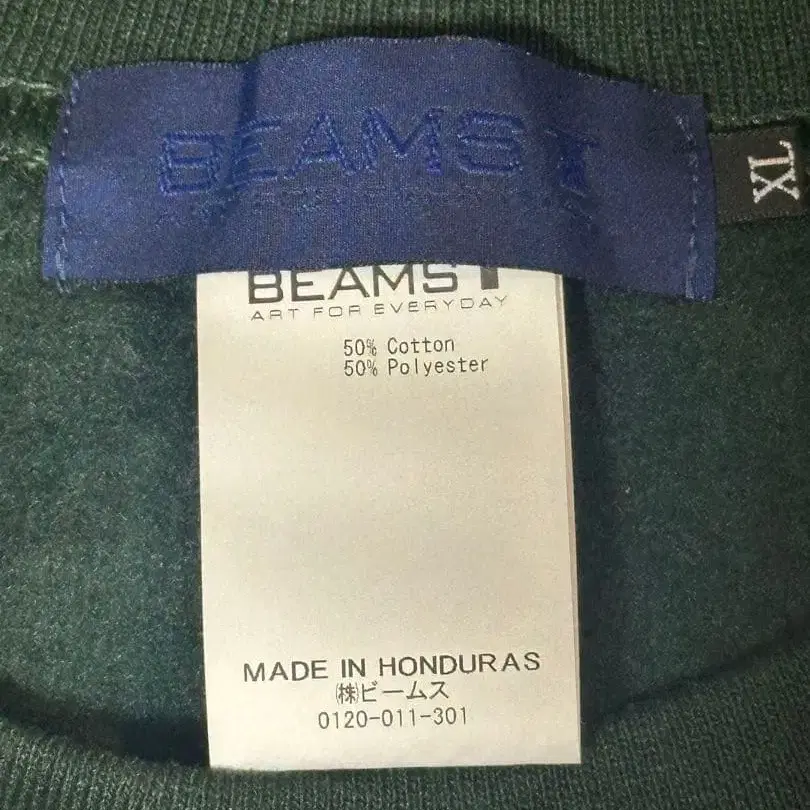 BEAMS T
XL
BEAMS T
ART FOR EVERYDAY
50% Cotton
50% Polyester
MADE IN HONDURAS
㈱ビームス
0120-011-301